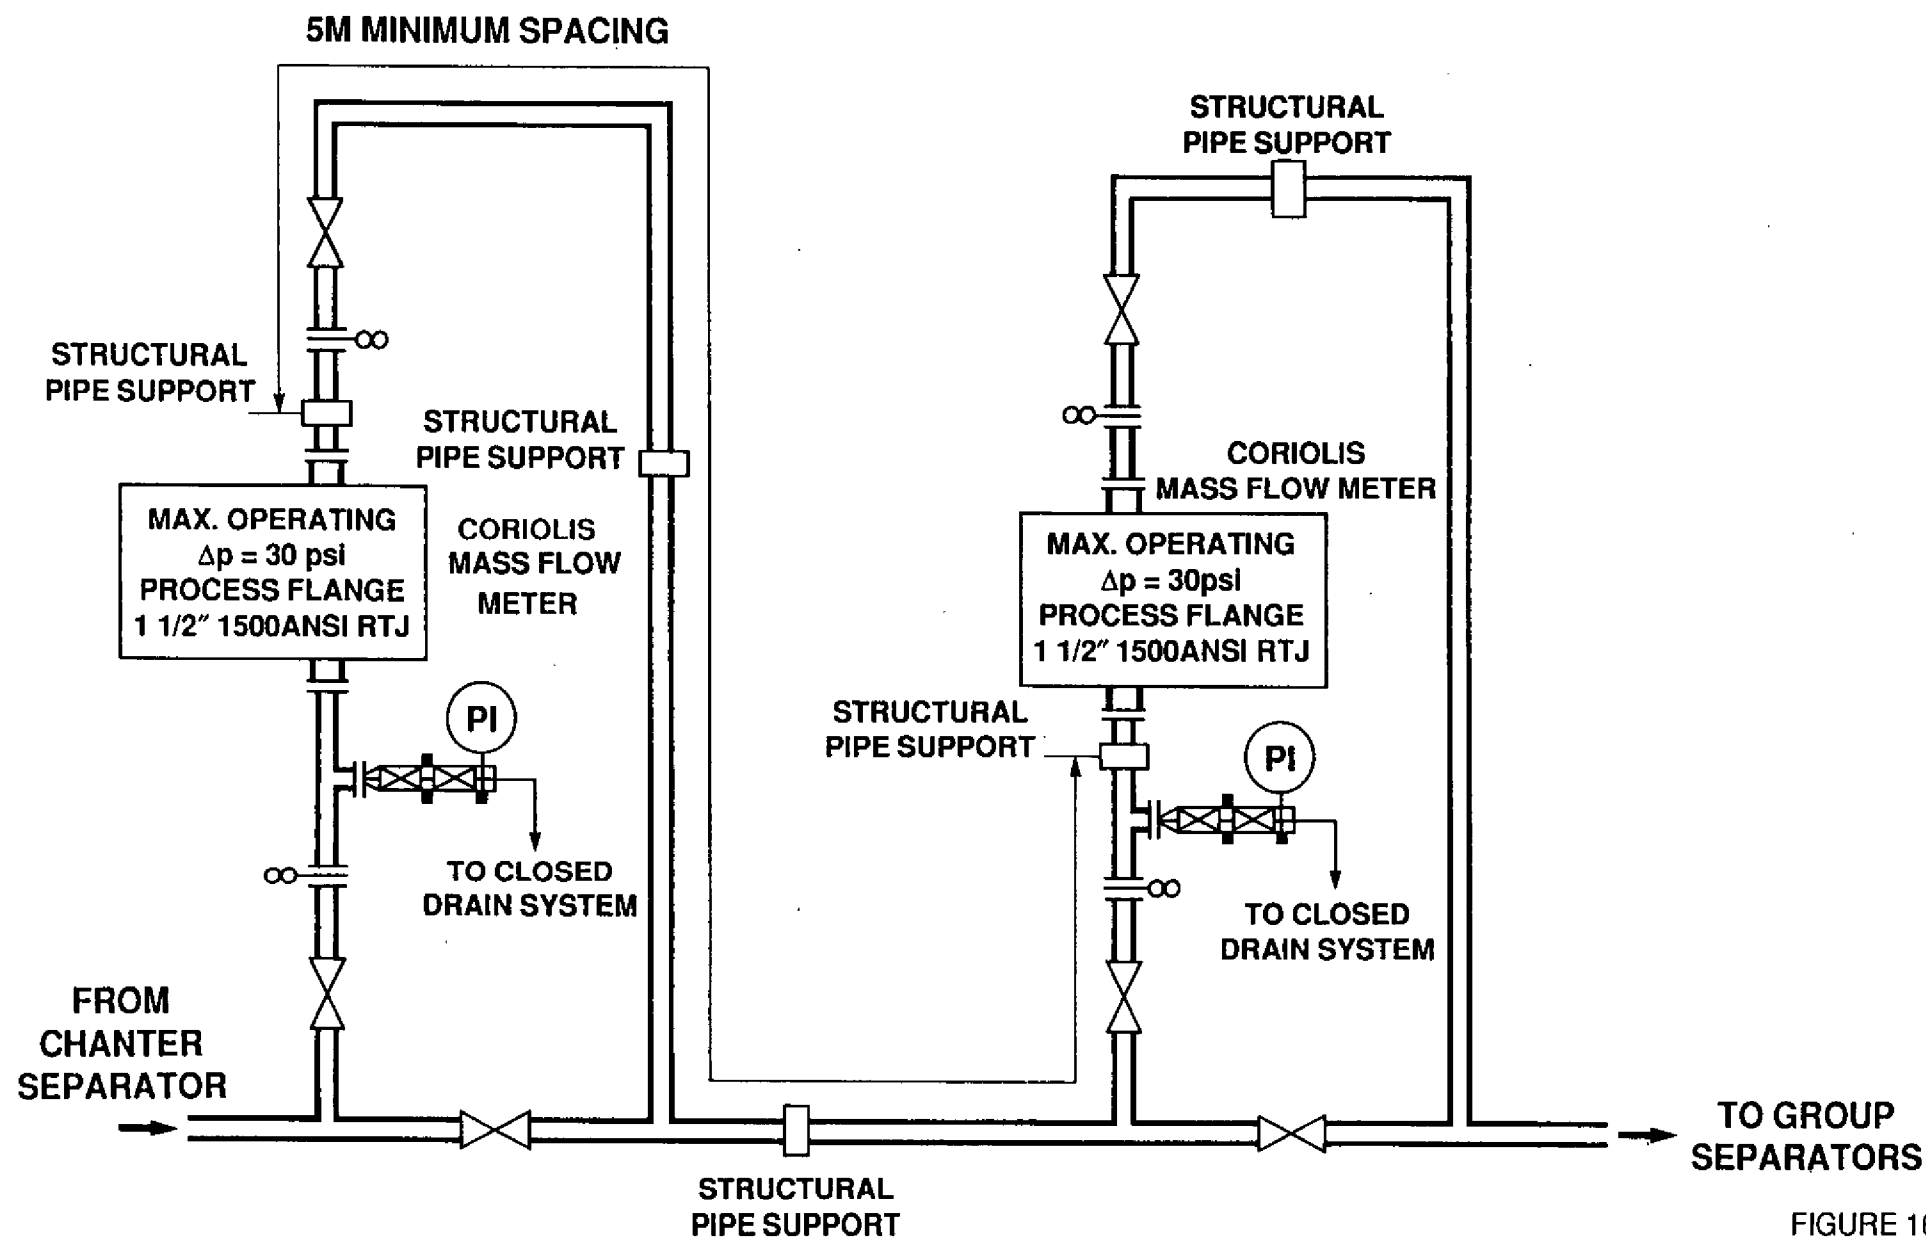 5M MINIMUM SPACING
STRUCTURAL
PIPE SUPPORT
STRUCTURAL
PIPE SUPPORT
STRUCTURAL
PIPE SUPPORT
CORIOLIS
MASS FLOW METER
MAX. OPERATING
Δp = 30 psi
PROCESS FLANGE
1 1/2″ 1500ANSI RTJ
CORIOLIS
MASS FLOW
METER
MAX. OPERATING
Δp = 30psi
PROCESS FLANGE
1 1/2″ 1500ANSI RTJ
PI
STRUCTURAL
PIPE SUPPORT
PI
TO CLOSED
DRAIN SYSTEM
TO CLOSED
DRAIN SYSTEM
FROM
CHANTER
SEPARATOR
TO GROUP
SEPARATORS
STRUCTURAL
PIPE SUPPORT
FIGURE